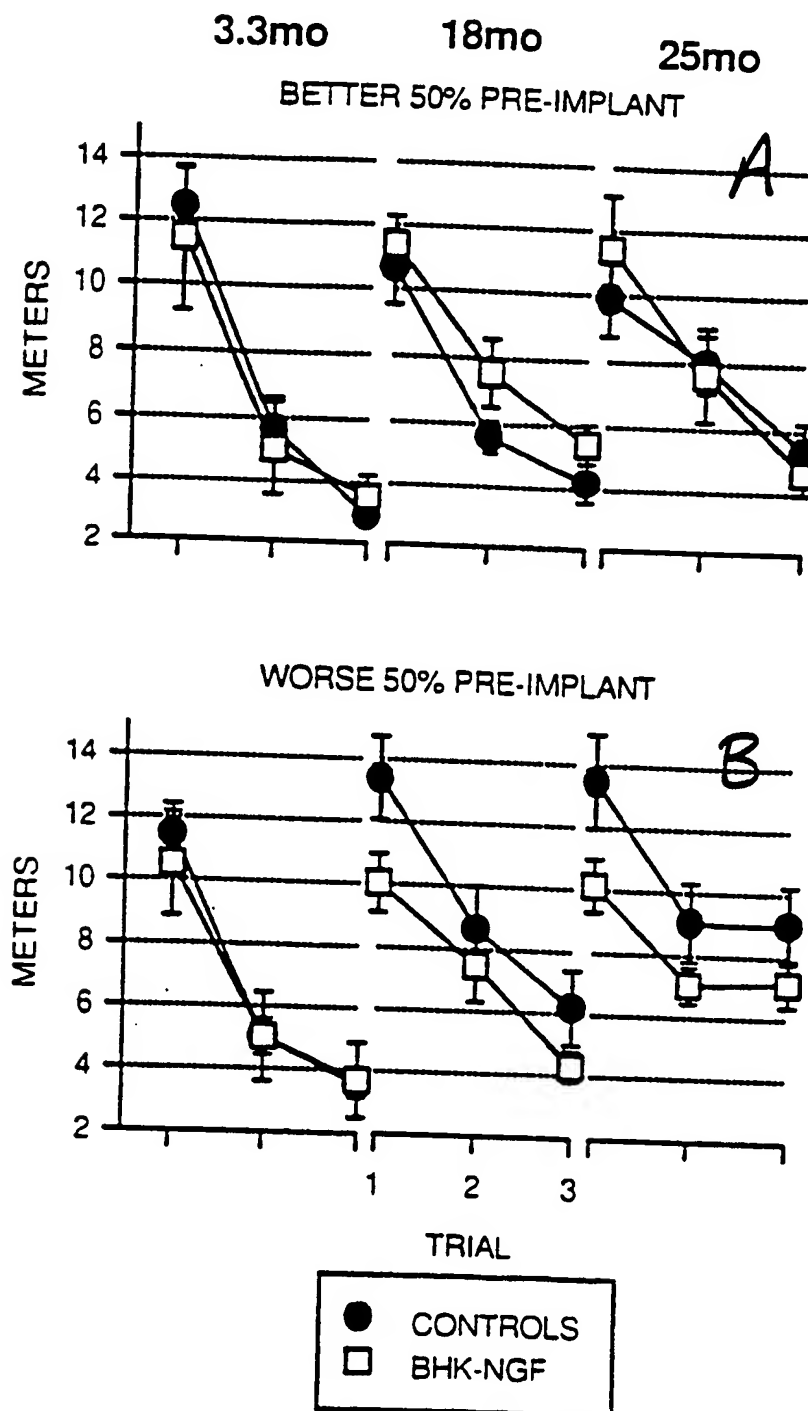 3.3mo 18mo 25mo
BETTER 50% PRE-IMPLANT
A
14
12
10
8
6
4
2
METERS
WORSE 50% PRE-IMPLANT
B
14
12
10
8
6
4
2
METERS
1 2 3
TRIAL
CONTROLS
BHK-NGF